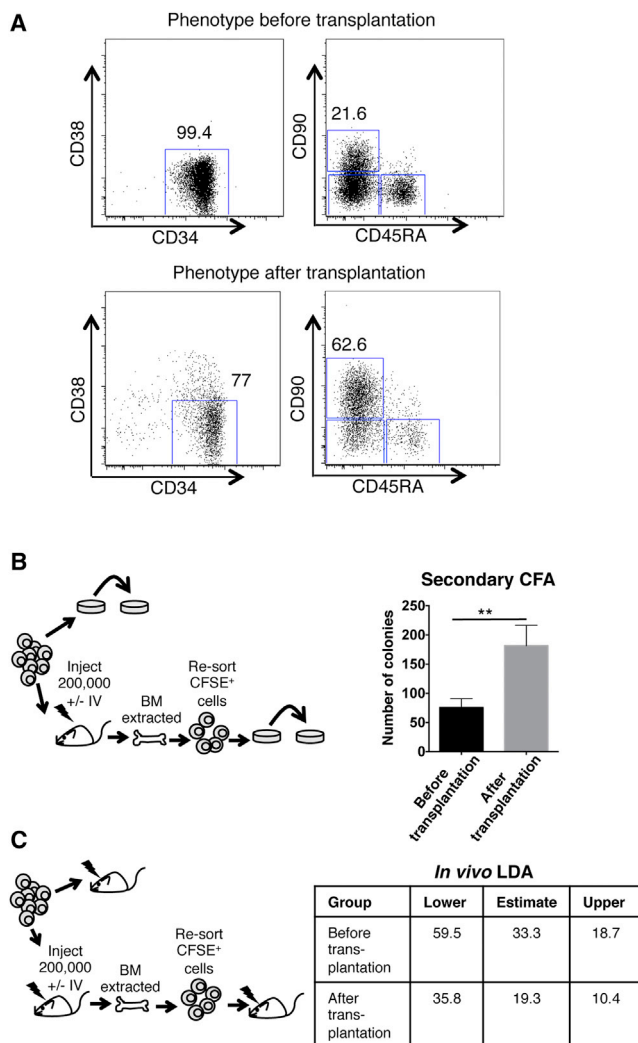 A
Phenotype before transplantation
99.4
CD38
CD34
21.6
CD90
CD45RA
Phenotype after transplantation
77
CD38
CD34
62.6
CD90
CD45RA
B
Inject
200,000
+/- IV
BM
extracted
Re-sort
CFSE⁺
cells
Secondary CFA
**
Number of colonies
250
200
150
100
50
0
Before
transplantation
After
transplantation
C
Inject
200,000
+/- IV
BM
extracted
Re-sort
CFSE⁺
cells
In vivo LDA
Group Lower Estimate Upper
Before
trans-
plantation
59.5 33.3 18.7
After
trans-
plantation
35.8 19.3 10.4